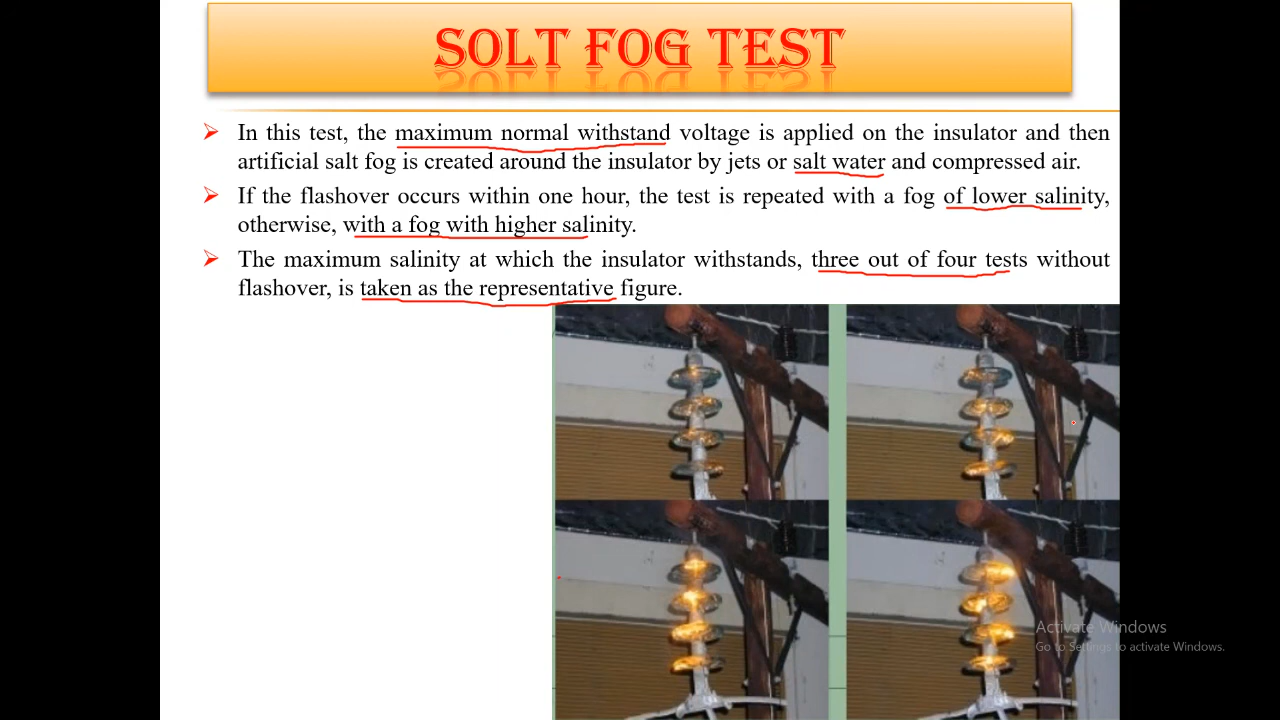 SOLT FOG TEST
In this test, the maximum normal withstand voltage is applied on the insulator and then
artificial salt fog is created around the insulator by jets or salt water and compressed air.
If the flashover occurs within one hour, the test is repeated with a fog of lower salinity,
otherwise, with a fog with higher salinity.
The maximum salinity at which the insulator withstands, three out of four tests without
flashover, is taken as the representative figure.
Activate Windows
Go to Settings to activate Windows.